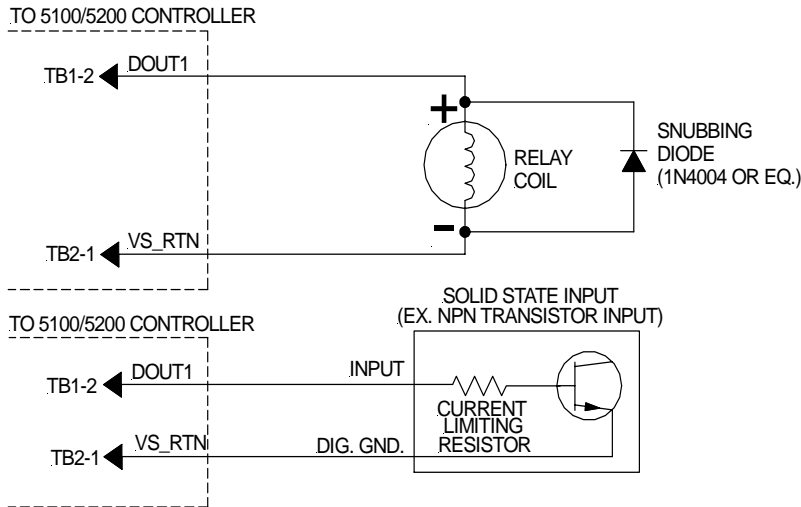 TO 5100/5200 CONTROLLER
TB1-2
DOUT1
+
RELAY
COIL
SNUBBING
DIODE
(1N4004 OR EQ.)
-
TB2-1
VS_RTN
TO 5100/5200 CONTROLLER
SOLID STATE INPUT
(EX. NPN TRANSISTOR INPUT)
TB1-2
DOUT1
INPUT
CURRENT
LIMITING
RESISTOR
TB2-1
VS_RTN
DIG. GND.